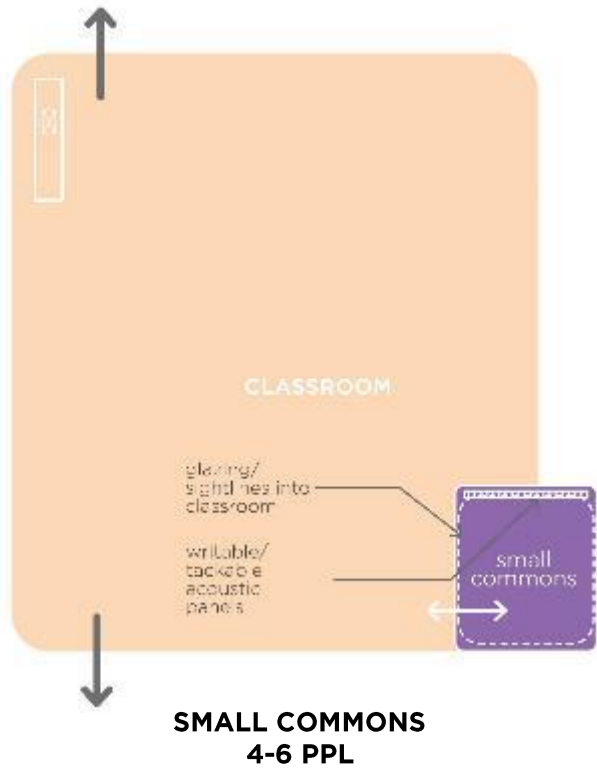 CLASSROOM
glazing/
sightlines into
classroom
writable/
tackable
acoustic
panels
small
commons
SMALL COMMONS
4-6 PPL